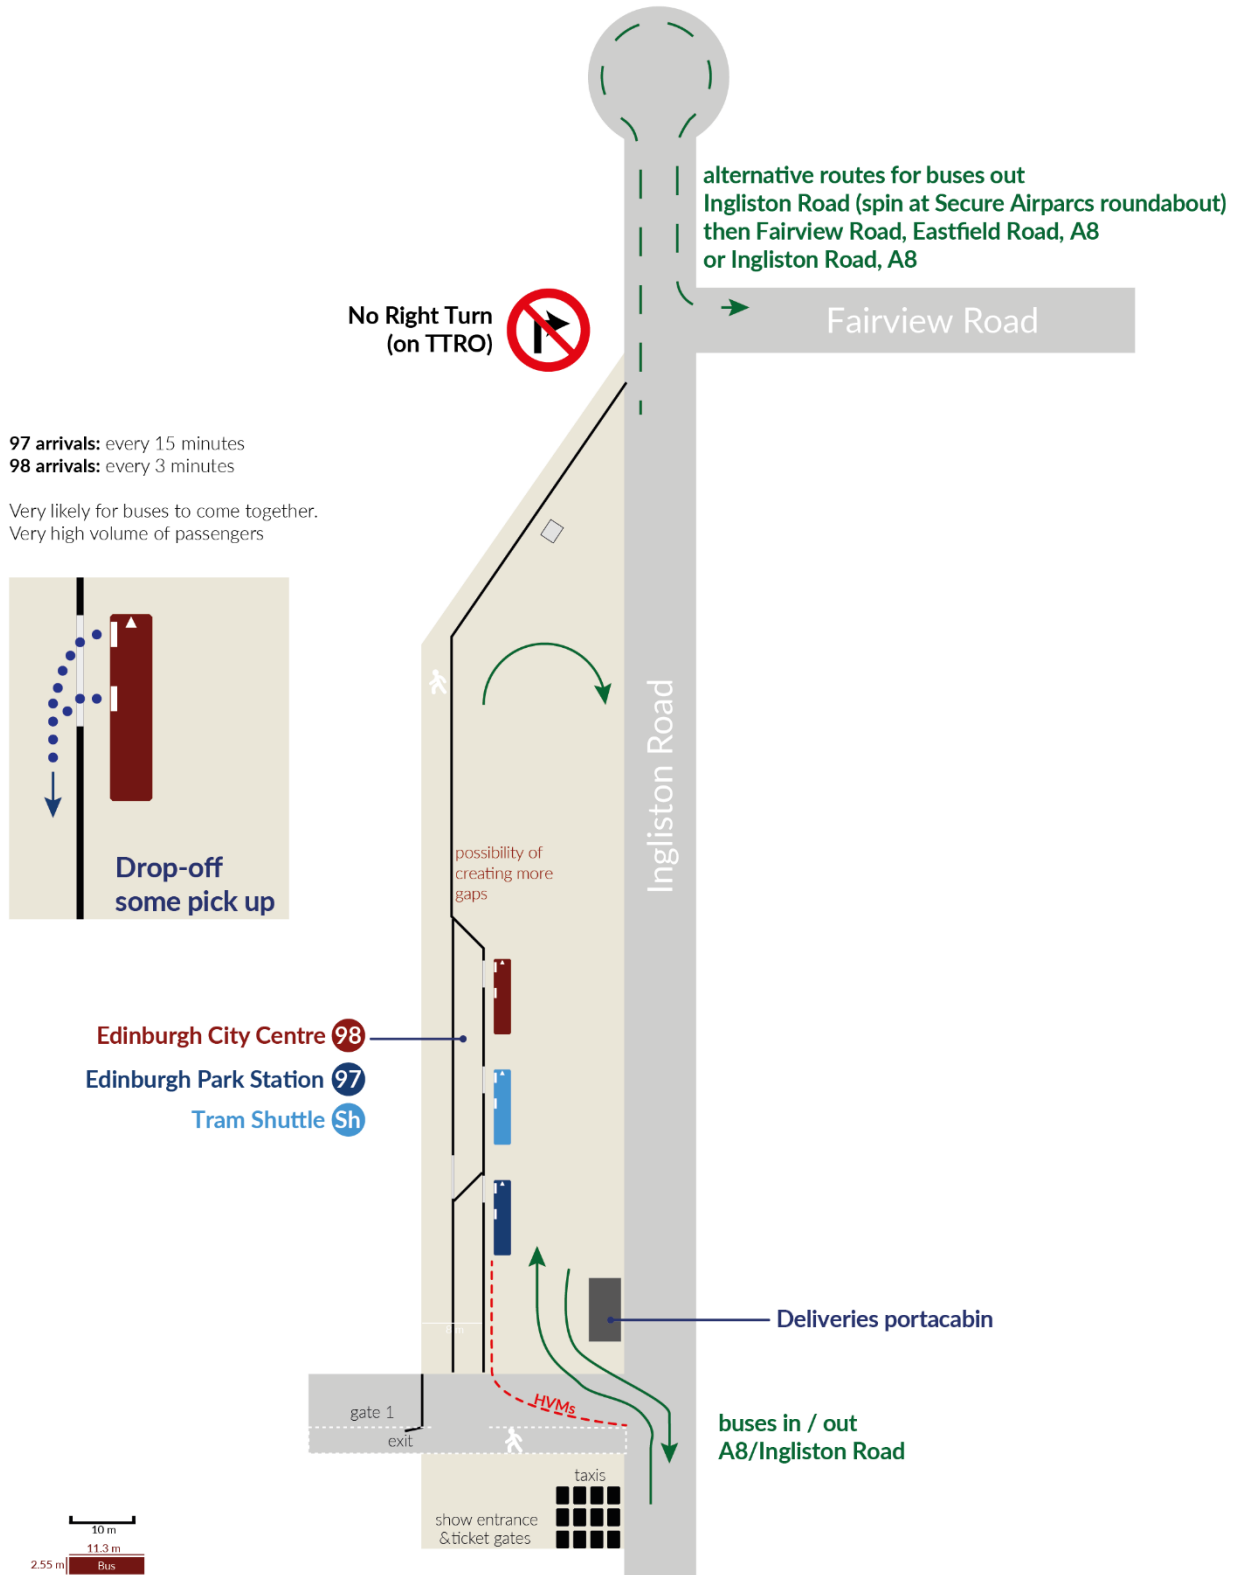 alternative routes for buses out
Ingliston Road (spin at Secure Airparcs roundabout)
then Fairview Road, Eastfield Road, A8
or Ingliston Road, A8
Fairview Road
No Right Turn
(on TTRO)
97 arrivals: every 15 minutes
98 arrivals: every 3 minutes
Very likely for buses to come together.
Very high volume of passengers
Drop-off
some pick up
Ingliston Road
possibility of
creating more
gaps
Edinburgh City Centre 98
Edinburgh Park Station 97
Tram Shuttle Sh
Deliveries portacabin
HVMs
gate 1
exit
buses in / out
A8/Ingliston Road
taxis
show entrance
&ticket gates
10 m
11.3 m
2.55 m
Bus